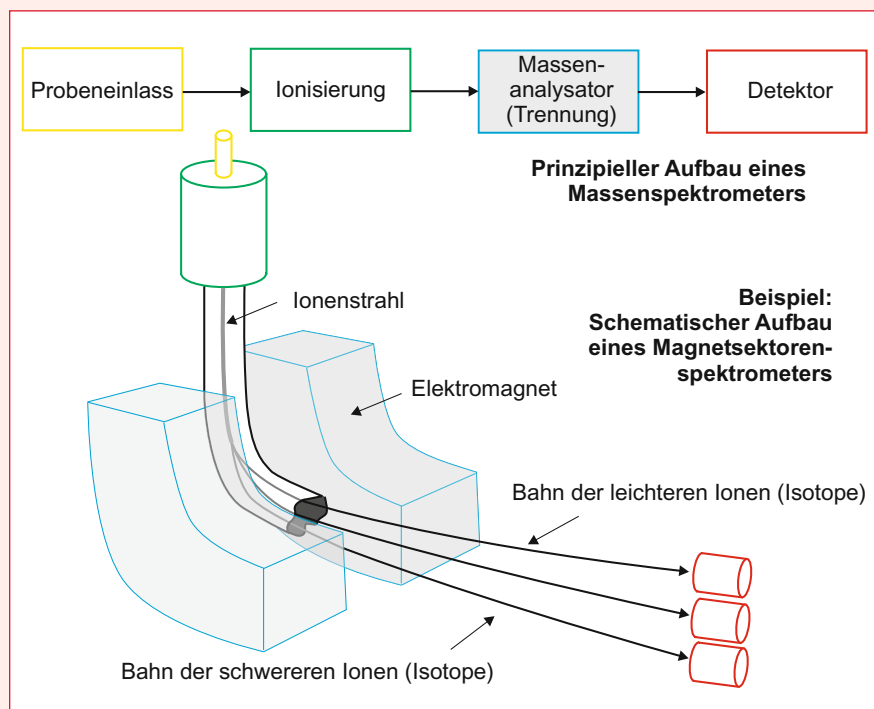 Probeneinlass
Ionisierung
Massen-
analysator
(Trennung)
Detektor
Prinzipieller Aufbau eines
Massenspektrometers
Ionenstrahl
Beispiel:
Schematischer Aufbau
eines Magnetsektoren-
spektrometers
Elektromagnet
Bahn der leichteren Ionen (Isotope)
Bahn der schwereren Ionen (Isotope)